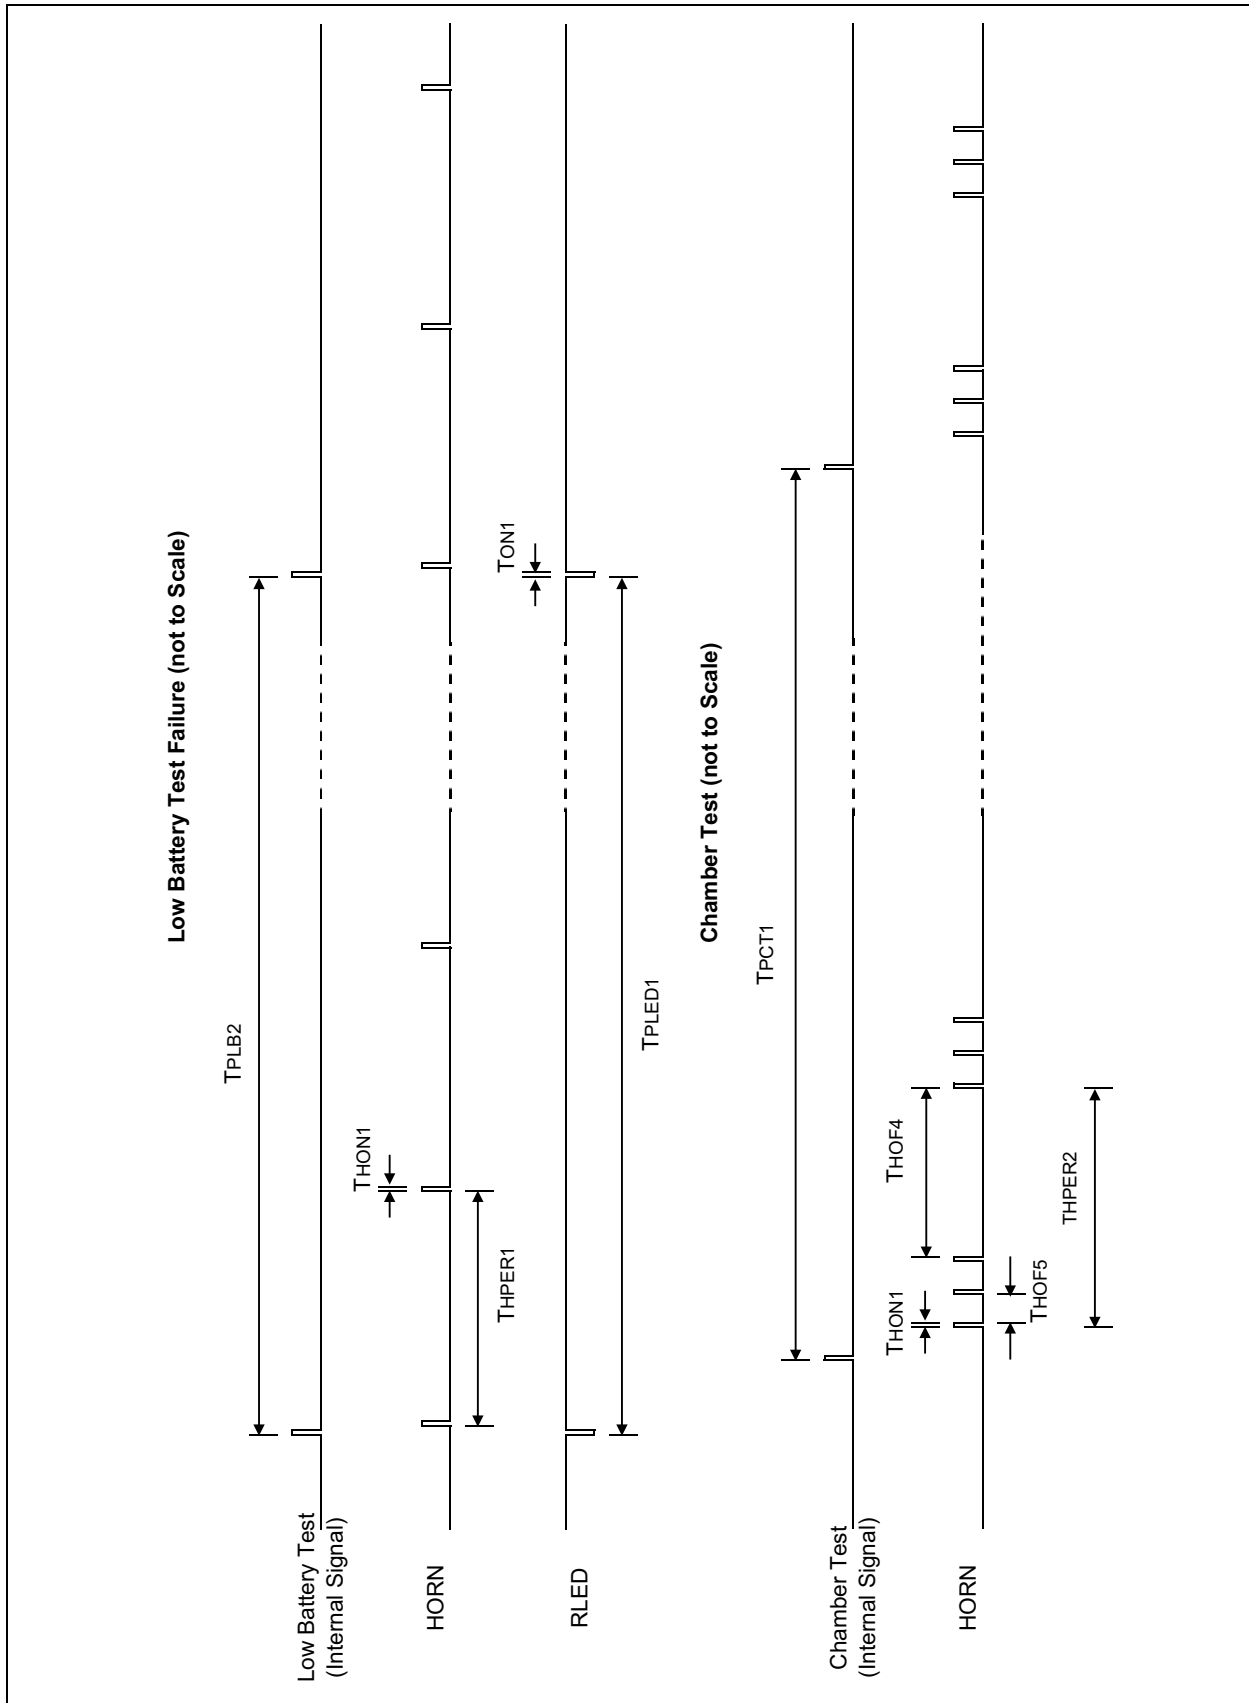 Low Battery Test Failure (not to Scale)
TPLB2
Low Battery Test
(Internal Signal)
THON1
HORN
THPER1
TON1
RLED
TPLED1
Chamber Test (not to Scale)
TPCT1
Chamber Test
(Internal Signal)
THON1
THOF4
HORN
THOF5
THPER2